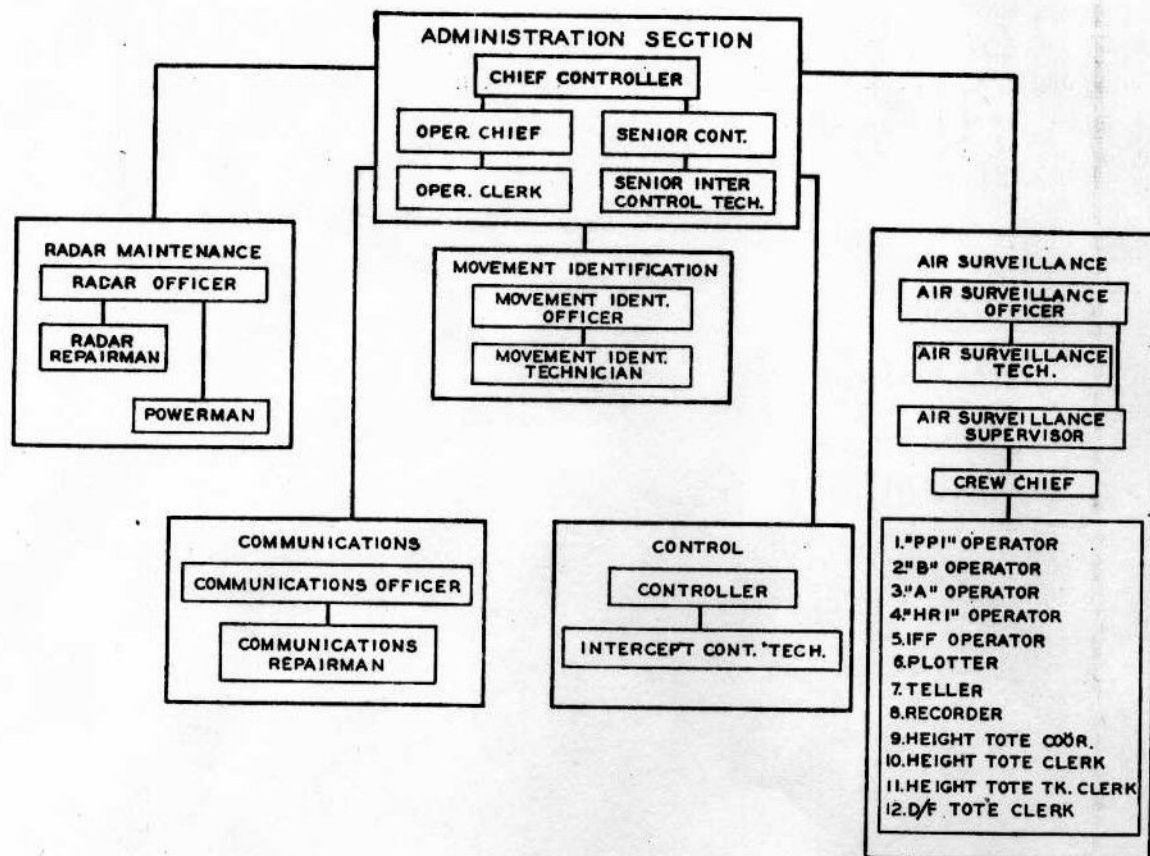 ADMINISTRATION SECTION
CHIEF CONTROLLER
OPER. CHIEF
SENIOR CONT.
OPER. CLERK
SENIOR INTER
CONTROL TECH.
RADAR MAINTENANCE
RADAR OFFICER
RADAR
REPAIRMAN
POWERMAN
MOVEMENT IDENTIFICATION
MOVEMENT IDENT.
OFFICER
MOVEMENT IDENT.
TECHNICIAN
AIR SURVEILLANCE
AIR SURVEILLANCE
OFFICER
AIR SURVEILLANCE
TECH.
AIR SURVEILLANCE
SUPERVISOR
CREW CHIEF
1."PPI" OPERATOR
2."B" OPERATOR
3."A" OPERATOR
4."HRI" OPERATOR
5.IFF OPERATOR
6.PLOTTER
7.TELLER
8.RECORDER
9.HEIGHT TOTE COÖR.
10.HEIGHT TOTE CLERK
11.HEIGHT TOTE TK. CLERK
12.D/F TOTE CLERK
COMMUNICATIONS
COMMUNICATIONS OFFICER
COMMUNICATIONS
REPAIRMAN
CONTROL
CONTROLLER
INTERCEPT CONT. TECH.